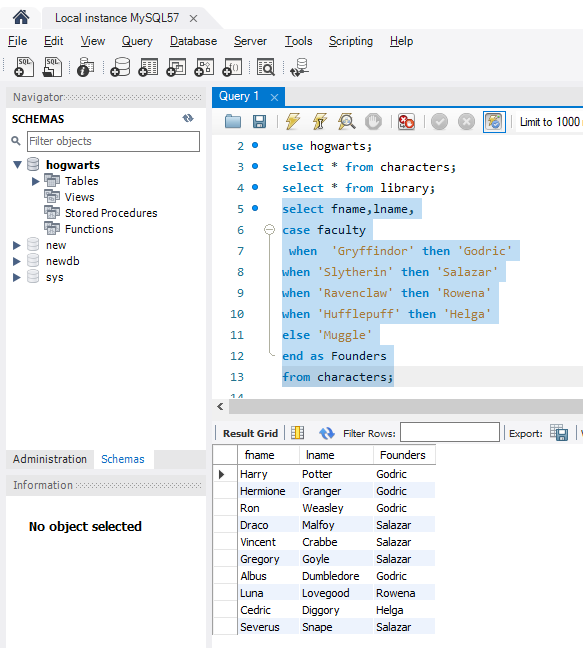 Local instance MySQL57 ×
File Edit View Query Database Server Tools Scripting Help
SQL SQL
Navigator
Query 1 ×
SCHEMAS
Limit to 1000
Filter objects
hogwarts
Tables
Views
Stored Procedures
Functions
new
newdb
sys
2 use hogwarts;
3 select * from characters;
4 select * from library;
5 select fname,lname,
6 case faculty
7 when 'Gryffindor' then 'Godric'
8 when 'Slytherin' then 'Salazar'
9 when 'Ravenclaw' then 'Rowena'
10 when 'Hufflepuff' then 'Helga'
11 else 'Muggle'
12 end as Founders
13 from characters;
Administration Schemas
Information
No object selected
Result Grid Filter Rows: Export:
fname lname Founders
Harry Potter Godric
Hermione Granger Godric
Ron Weasley Godric
Draco Malfoy Salazar
Vincent Crabbe Salazar
Gregory Goyle Salazar
Albus Dumbledore Godric
Luna Lovegood Rowena
Cedric Diggory Helga
Severus Snape Salazar